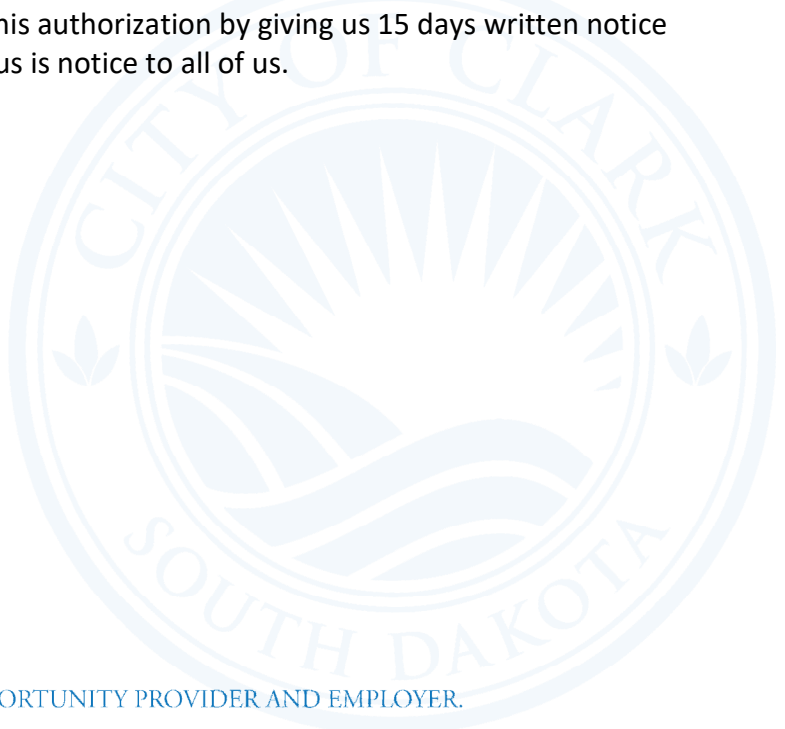 his authorization by giving us 15 days written notice
us is notice to all of us.
CITY OF CLARK
SOUTH DAKOTA
ORTUNITY PROVIDER AND EMPLOYER.